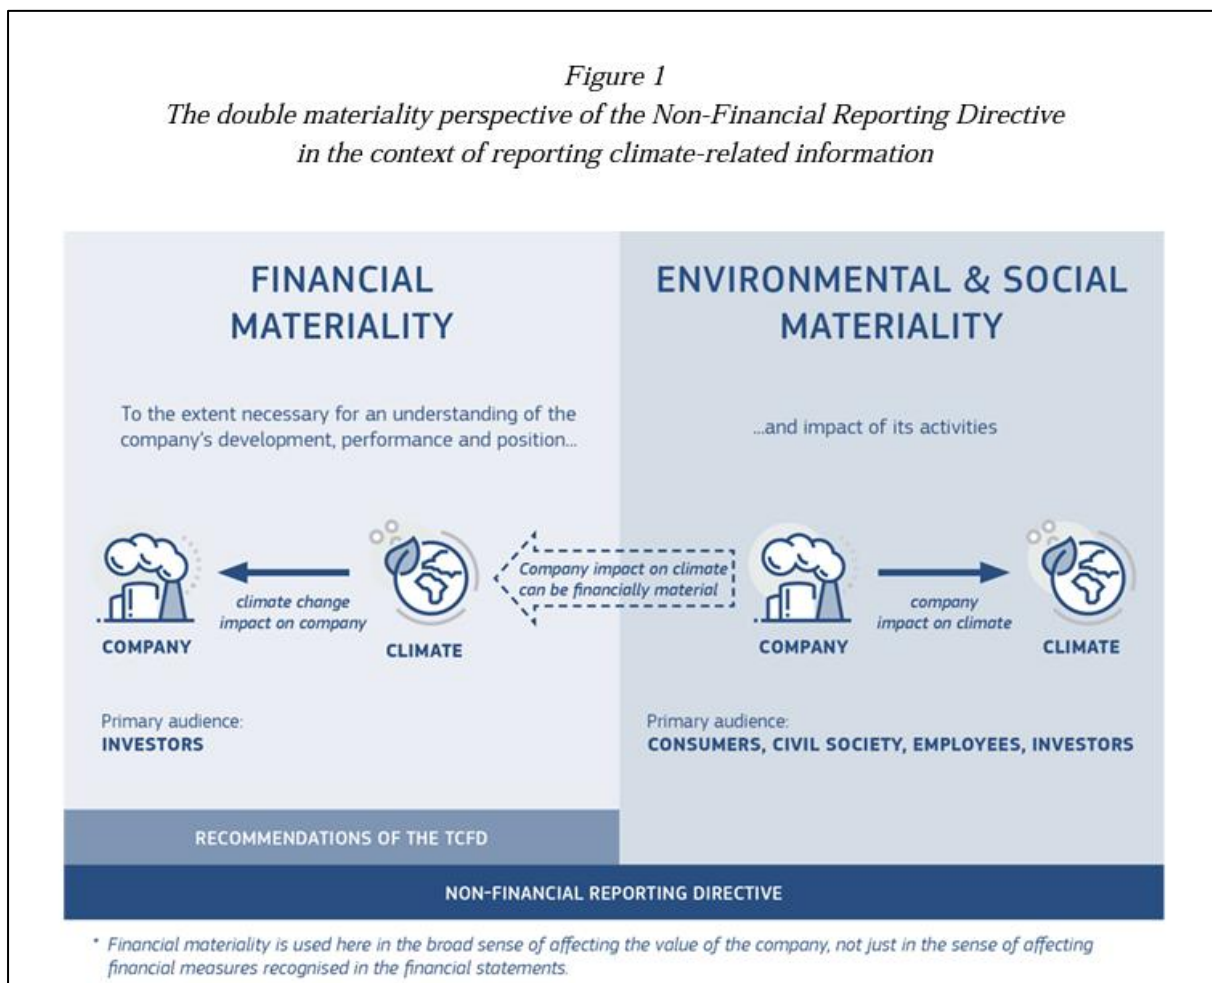 Figure 1
The double materiality perspective of the Non-Financial Reporting Directive
in the context of reporting climate-related information
FINANCIAL
MATERIALITY
To the extent necessary for an understanding of the
company's development, performance and position...
climate change
impact on company
COMPANY
CLIMATE
Primary audience:
INVESTORS
Company impact on climate
can be financially material
ENVIRONMENTAL & SOCIAL
MATERIALITY
...and impact of its activities
company
impact on climate
COMPANY
CLIMATE
Primary audience:
CONSUMERS, CIVIL SOCIETY, EMPLOYEES, INVESTORS
RECOMMENDATIONS OF THE TCFD
NON-FINANCIAL REPORTING DIRECTIVE
* Financial materiality is used here in the broad sense of affecting the value of the company, not just in the sense of affecting
financial measures recognised in the financial statements.